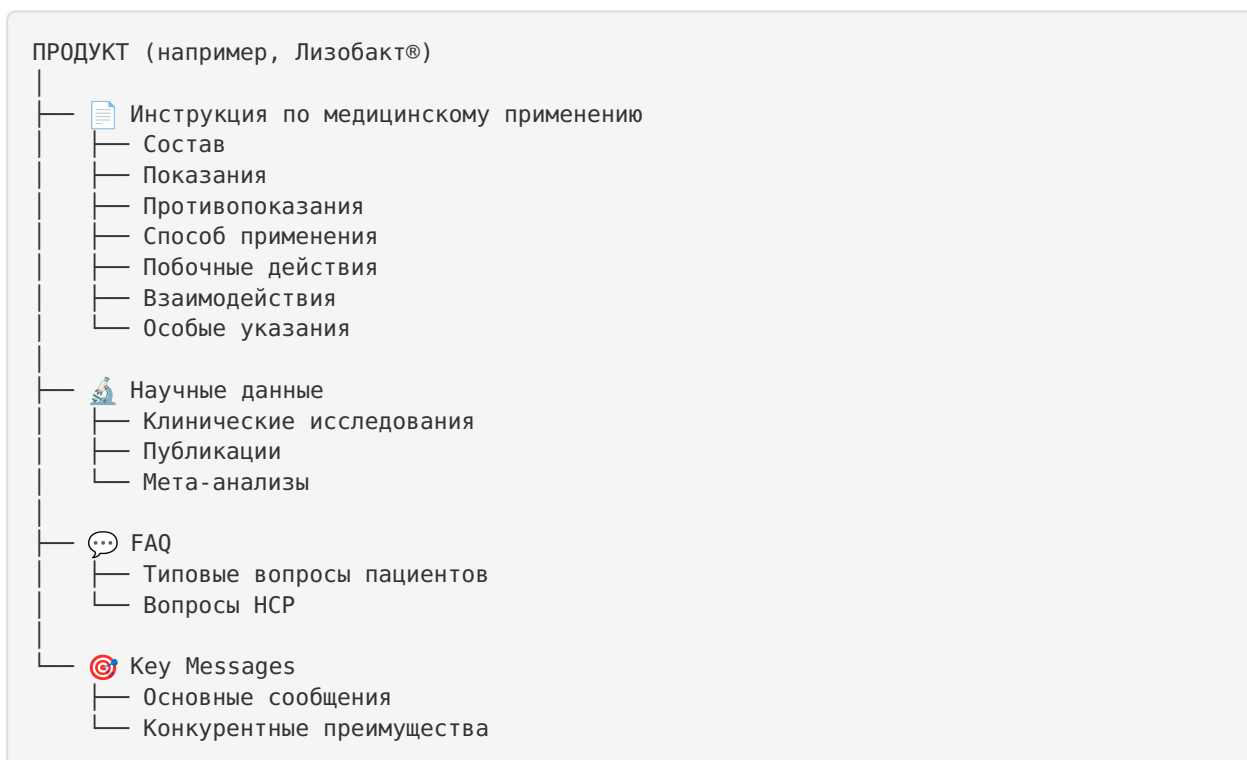 ПРОДУКТ (например, Лизобакт®)
│
├── 📄 Инструкция по медицинскому применению
│   ├── Состав
│   ├── Показания
│   ├── Противопоказания
│   ├── Способ применения
│   ├── Побочные действия
│   ├── Взаимодействия
│   └── Особые указания
│
├── 🔬 Научные данные
│   ├── Клинические исследования
│   ├── Публикации
│   └── Мета-анализы
│
├── 💬 FAQ
│   ├── Типовые вопросы пациентов
│   └── Вопросы HCP
│
└── 🎯 Key Messages
    ├── Основные сообщения
    └── Конкурентные преимущества